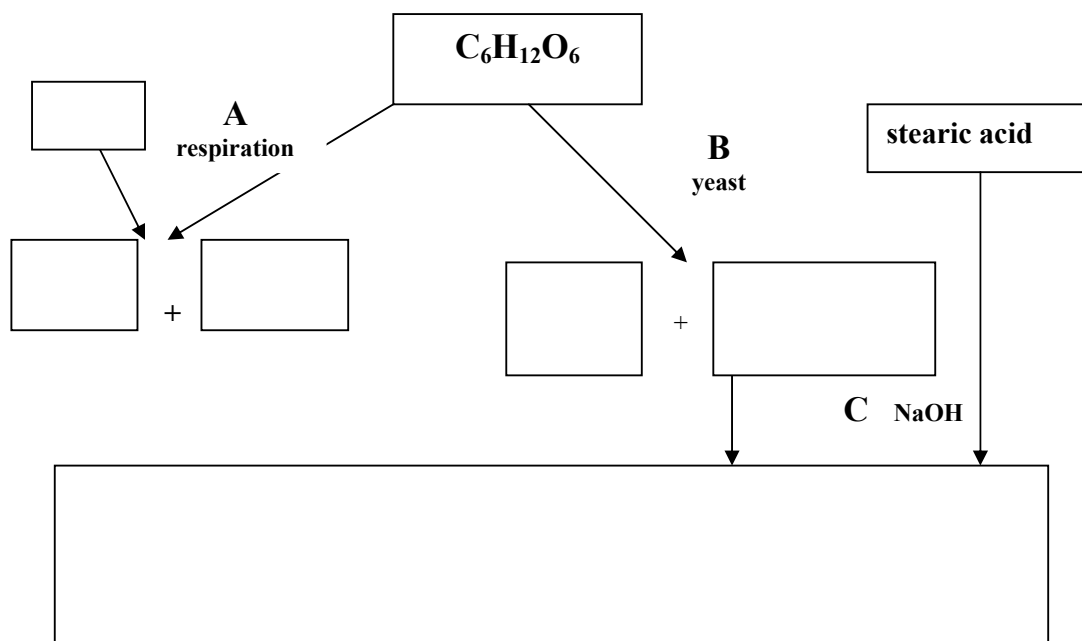 C₆H₁₂O₆
A
respiration
B
yeast
stearic acid
+
+
C NaOH